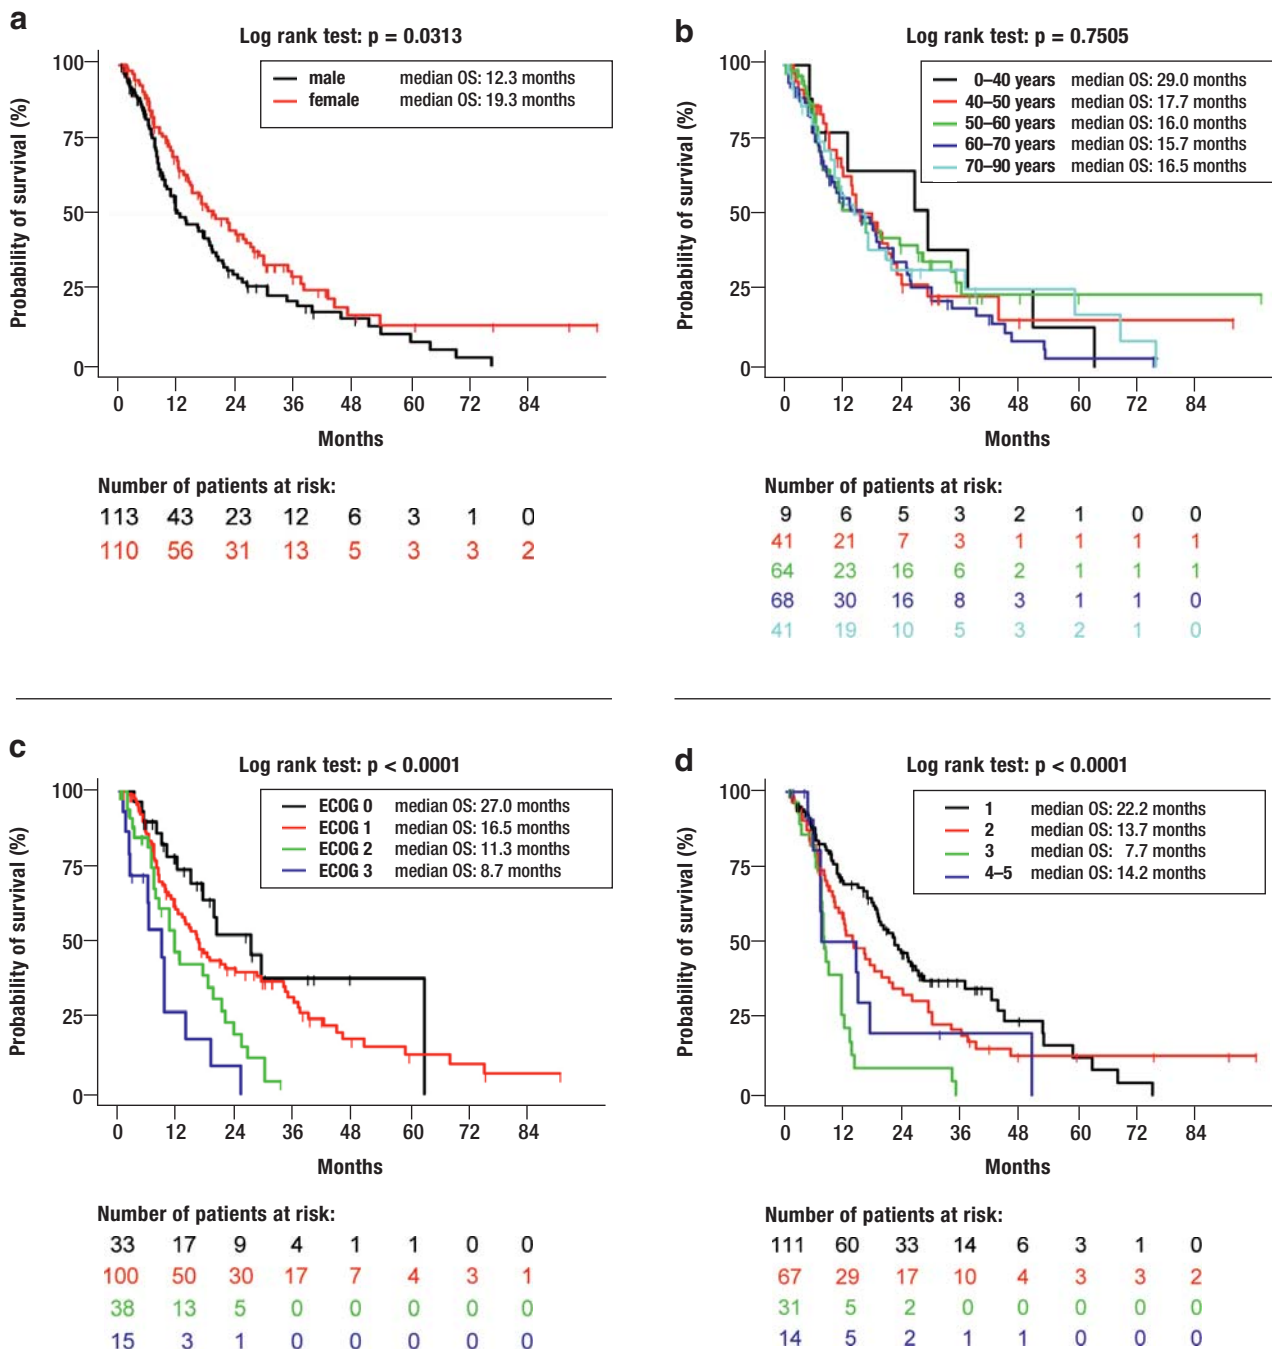 a
Log rank test: p = 0.0313
male median OS: 12.3 months
female median OS: 19.3 months
Probability of survival (%)
100
75
50
25
0
0 12 24 36 48 60 72 84
Months
Number of patients at risk:
113 43 23 12 6 3 1 0
110 56 31 13 5 3 3 2
b
Log rank test: p = 0.7505
0–40 years median OS: 29.0 months
40–50 years median OS: 17.7 months
50–60 years median OS: 16.0 months
60–70 years median OS: 15.7 months
70–90 years median OS: 16.5 months
Probability of survival (%)
100
75
50
25
0
0 12 24 36 48 60 72 84
Months
Number of patients at risk:
9 6 5 3 2 1 0 0
41 21 7 3 1 1 1 1
64 23 16 6 2 1 1 1
68 30 16 8 3 1 1 0
41 19 10 5 3 2 1 0
c
Log rank test: p < 0.0001
ECOG 0 median OS: 27.0 months
ECOG 1 median OS: 16.5 months
ECOG 2 median OS: 11.3 months
ECOG 3 median OS: 8.7 months
Probability of survival (%)
100
75
50
25
0
0 12 24 36 48 60 72 84
Months
Number of patients at risk:
33 17 9 4 1 1 0 0
100 50 30 17 7 4 3 1
38 13 5 0 0 0 0 0
15 3 1 0 0 0 0 0
d
Log rank test: p < 0.0001
1 median OS: 22.2 months
2 median OS: 13.7 months
3 median OS: 7.7 months
4–5 median OS: 14.2 months
Probability of survival (%)
100
75
50
25
0
0 12 24 36 48 60 72 84
Months
Number of patients at risk:
111 60 33 14 6 3 1 0
67 29 17 10 4 3 3 2
31 5 2 0 0 0 0 0
14 5 2 1 1 0 0 0